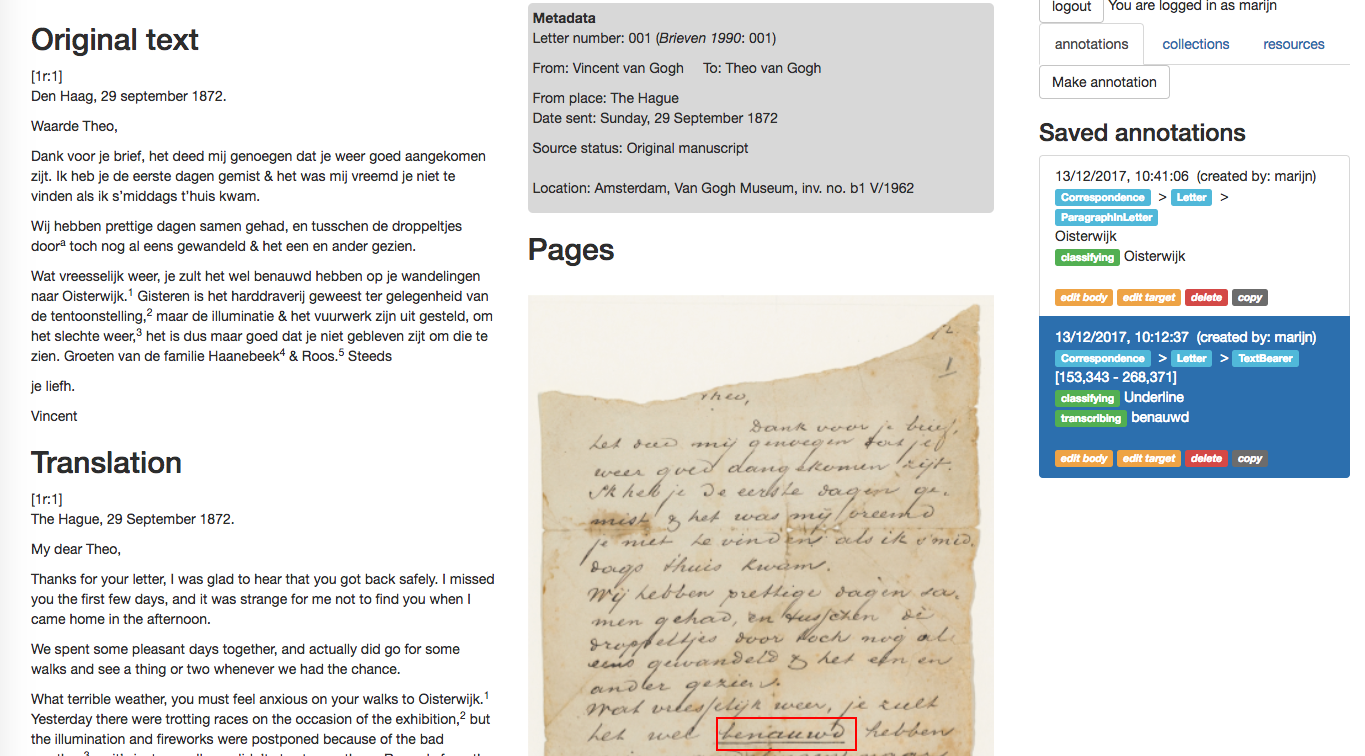 Original text
[1r:1]
Den Haag, 29 september 1872.
Waarde Theo,
Dank voor je brief, het deed mij genoegen dat je weer goed aangekomen
zijt. Ik heb je de eerste dagen gemist & het was mij vreemd je niet te
vinden als ik s’middags t’huis kwam.
Wij hebben prettige dagen samen gehad, en tusschen de droppeltjes
doorᵃ toch nog al eens gewandeld & het een en ander gezien.
Wat vreesselijk weer, je zult het wel benauwd hebben op je wandelingen
naar Oisterwijk.¹ Gisteren is het harddraverij geweest ter gelegenheid van
de tentoonstelling,² maar de illuminatie & het vuurwerk zijn uit gesteld, om
het slechte weer,³ het is dus maar goed dat je niet gebleven zijt om die te
zien. Groeten van de familie Haanebeek⁴ & Roos.⁵ Steeds
je liefh.
Vincent
Translation
[1r:1]
The Hague, 29 September 1872.
My dear Theo,
Thanks for your letter, I was glad to hear that you got back safely. I missed
you the first few days, and it was strange for me not to find you when I
came home in the afternoon.
We spent some pleasant days together, and actually did go for some
walks and see a thing or two whenever we had the chance.
What terrible weather, you must feel anxious on your walks to Oisterwijk.¹
Yesterday there were trotting races on the occasion of the exhibition,² but
the illumination and fireworks were postponed because of the bad
Metadata
Letter number: 001 (Brieven 1990: 001)
From: Vincent van Gogh To: Theo van Gogh
From place: The Hague
Date sent: Sunday, 29 September 1872
Source status: Original manuscript
Location: Amsterdam, Van Gogh Museum, inv. no. b1 V/1962
Pages
Theo,
Dank voor je brief,
het deed mij genoegen dat je
weer goed aangekomen zijt.
Ik heb je de eerste dagen ge-
mist & het was mij vreemd
je niet te vinden als ik s'mid-
dags t'huis kwam.
Wij hebben prettige dagen sa-
men gehad, en tusschen de
droppeltjes door toch nog al
eens gewandeld & het een en
ander gezien.
Wat vreesselijk weer, je zult
het wel benauwd hebben
logout You are logged in as marijn
annotations collections resources
Make annotation
Saved annotations
13/12/2017, 10:41:06 (created by: marijn)
Correspondence > Letter >
ParagraphInLetter
Oisterwijk
classifying Oisterwijk
edit body edit target delete copy
13/12/2017, 10:12:37 (created by: marijn)
Correspondence > Letter > TextBearer
[153,343 - 268,371]
classifying Underline
transcribing benauwd
edit body edit target delete copy